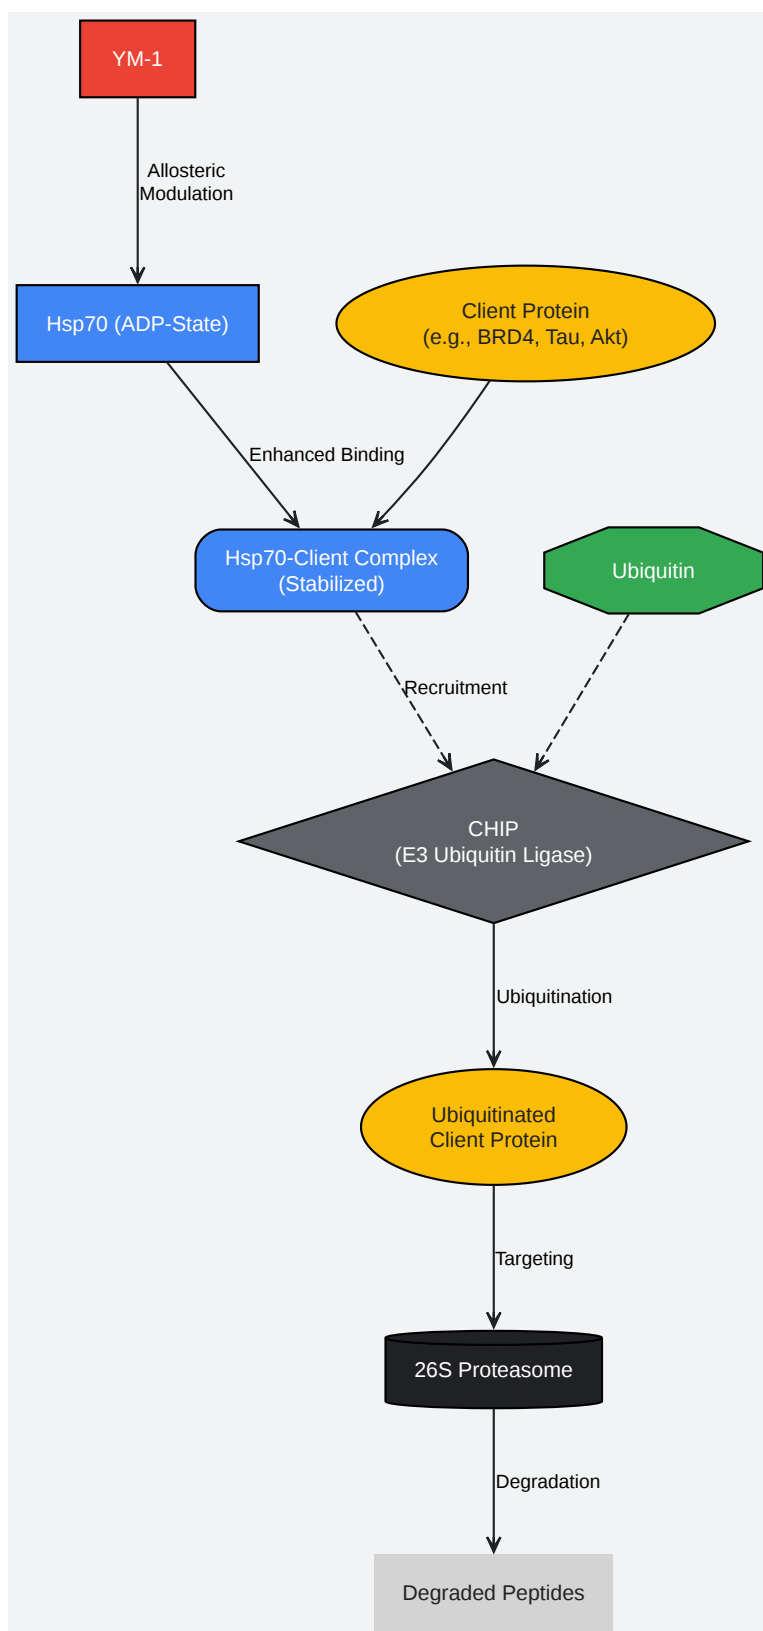 YM-1
Allosteric
Modulation
Hsp70 (ADP-State)
Client Protein
(e.g., BRD4, Tau, Akt)
Enhanced Binding
Hsp70-Client Complex
(Stabilized)
Ubiquitin
Recruitment
CHIP
(E3 Ubiquitin Ligase)
Ubiquitination
Ubiquitinated
Client Protein
Targeting
26S Proteasome
Degradation
Degraded Peptides